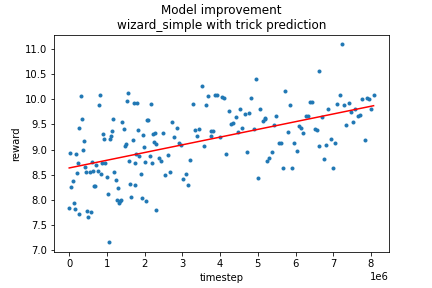 Model improvement
wizard_simple with trick prediction
11.0
10.5
10.0
9.5
9.0
8.5
8.0
7.5
7.0
reward
0 1 2 3 4 5 6 7 8
1e6
timestep